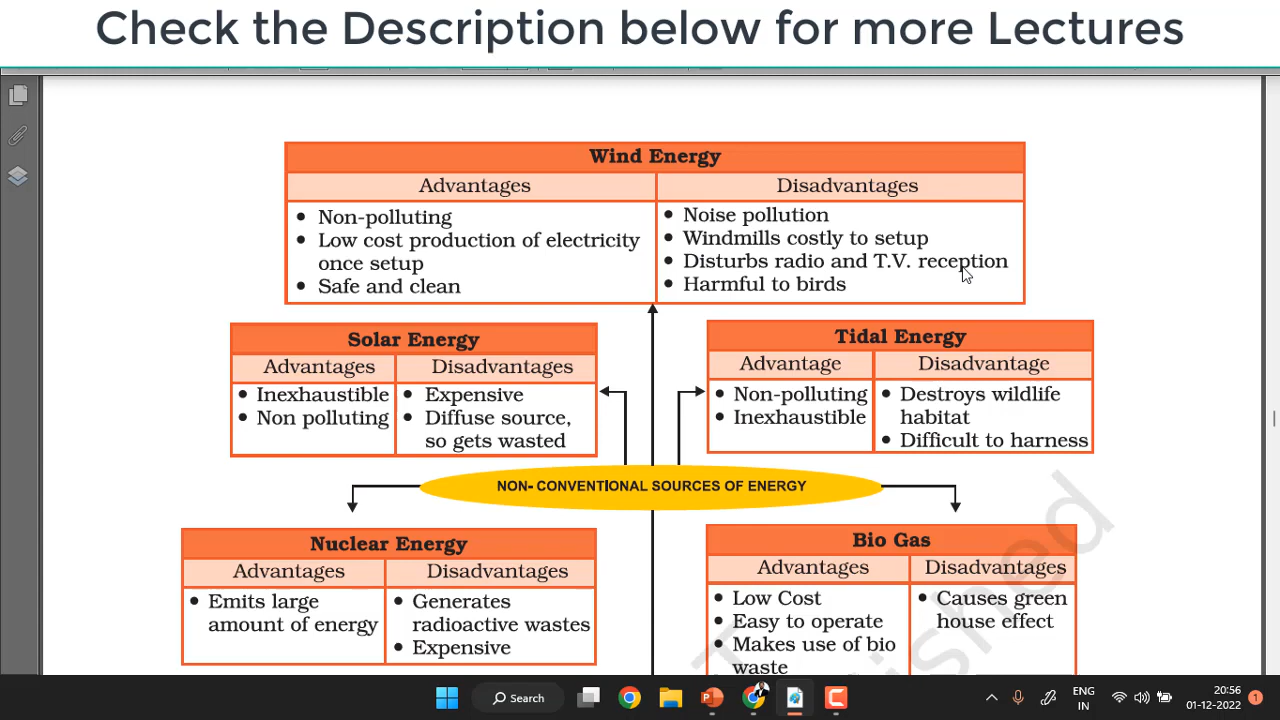 Check the Description below for more Lectures
Wind Energy
Advantages
Disadvantages
• Non-polluting
• Low cost production of electricity
once setup
• Safe and clean
• Noise pollution
• Windmills costly to setup
• Disturbs radio and T.V. reception
• Harmful to birds
Solar Energy
Advantages
Disadvantages
• Inexhaustible
• Non polluting
• Expensive
• Diffuse source,
so gets wasted
Tidal Energy
Advantage
Disadvantage
• Non-polluting
• Inexhaustible
• Destroys wildlife
habitat
• Difficult to harness
NON- CONVENTIONAL SOURCES OF ENERGY
Nuclear Energy
Advantages
Disadvantages
• Emits large
amount of energy
• Generates
radioactive wastes
• Expensive
Bio Gas
Advantages
Disadvantages
• Low Cost
• Easy to operate
• Makes use of bio
waste
• Causes green
house effect
Search
ENG
IN
20:56
01-12-2022
1